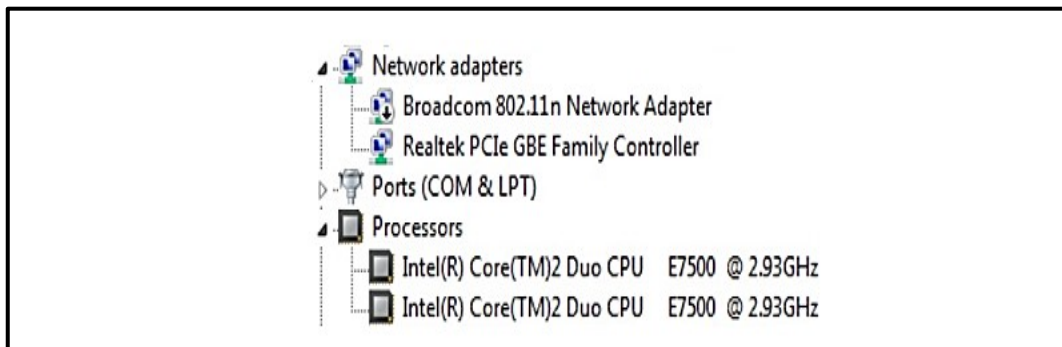 Network adapters
Broadcom 802.11n Network Adapter
Realtek PCIe GBE Family Controller
Ports (COM & LPT)
Processors
Intel(R) Core(TM)2 Duo CPU E7500 @ 2.93GHz
Intel(R) Core(TM)2 Duo CPU E7500 @ 2.93GHz